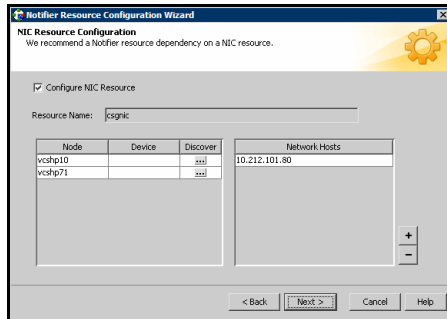 Notifier Resource Configuration Wizard
NIC Resource Configuration
We recommend a Notifier resource dependency on a NIC resource.
Configure NIC Resource
Resource Name: csgnic
Node Device Discover Network Hosts
vcshp10 ... 10.212.101.80
vcshp71 ...
+
−
< Back Next > Cancel Help